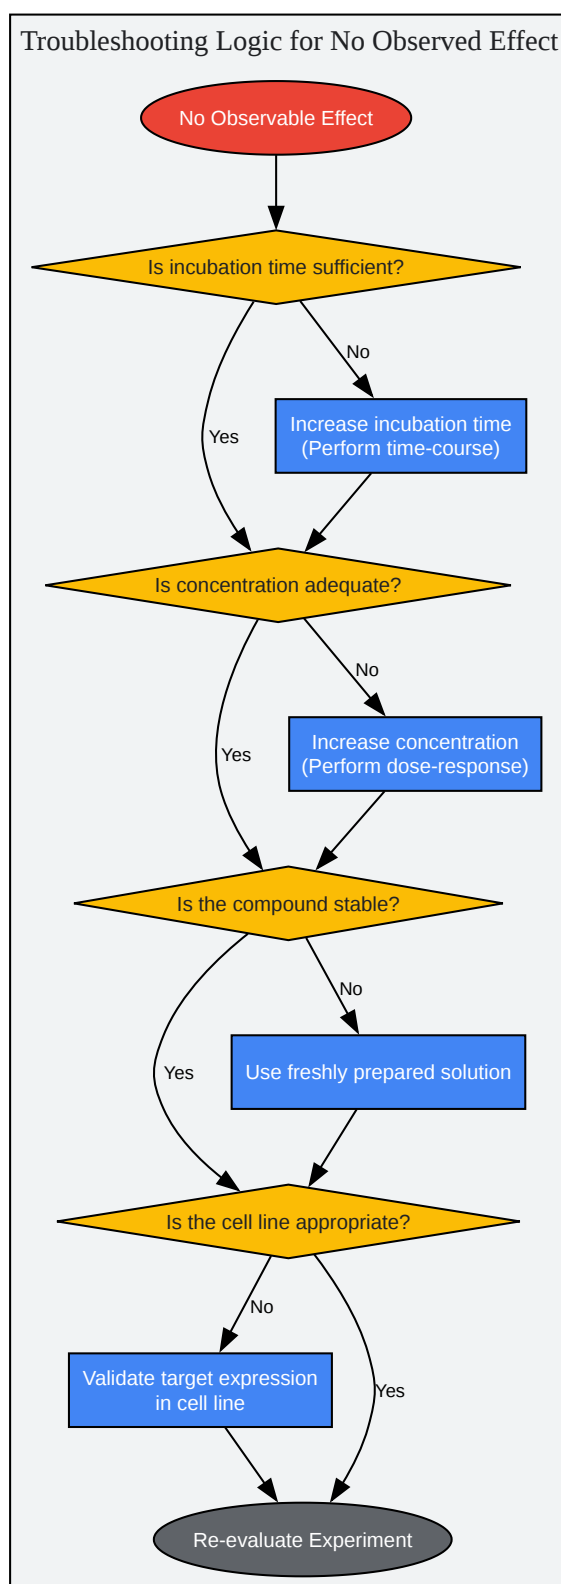 Troubleshooting Logic for No Observed Effect
No Observable Effect
Is incubation time sufficient?
No
Increase incubation time
(Perform time-course)
Yes
Is concentration adequate?
No
Increase concentration
(Perform dose-response)
Yes
Is the compound stable?
No
Use freshly prepared solution
Yes
Is the cell line appropriate?
No
Validate target expression
in cell line
Yes
Re-evaluate Experiment